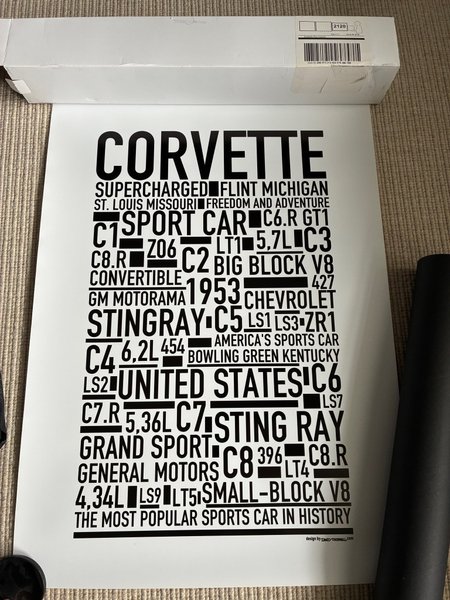 2120
CORVETTE
SUPERCHARGED FLINT MICHIGAN
ST. LOUIS MISSOURI FREEDOM AND ADVENTURE
C1 SPORT CAR C6.R GT1
Z06 LT1 5,7L C3
C8.R C2 BIG BLOCK V8
CONVERTIBLE 427
GM MOTORAMA 1953 CHEVROLET
STINGRAY C5 LS1 LS3 ZR1
AMERICA'S SPORTS CAR
C4 6,2L 454 BOWLING GREEN KENTUCKY
LS2 UNITED STATES C6
LS7
C7.R 5,36L C7 STING RAY
GRAND SPORT
GENERAL MOTORS C8 396 C8.R
LT4
4,34L LS9 LT5 SMALL-BLOCK V8
THE MOST POPULAR SPORTS CAR IN HISTORY
design by